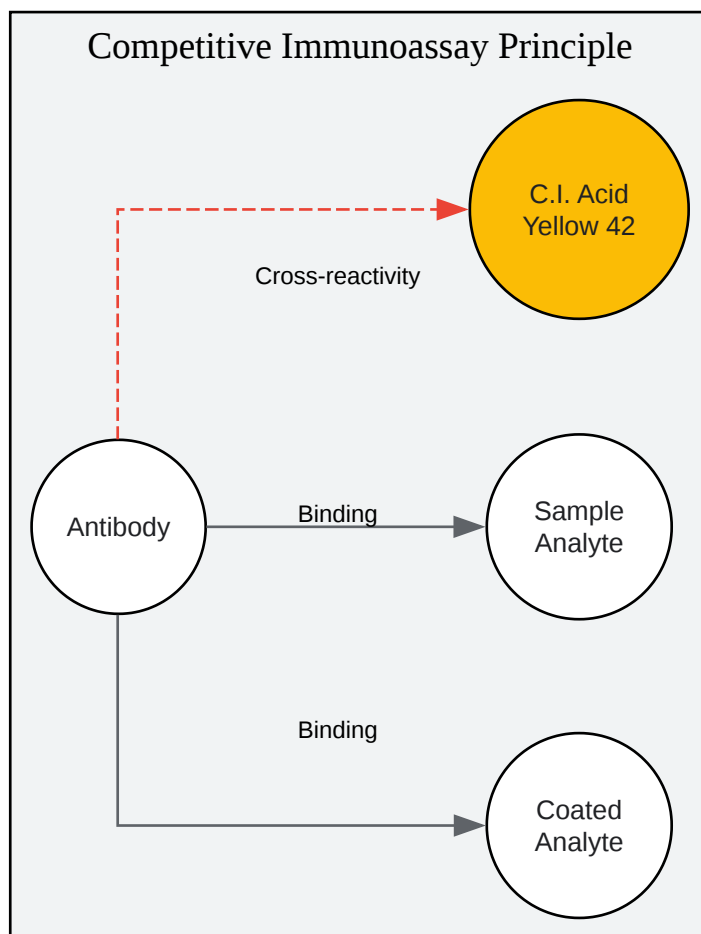 Competitive Immunoassay Principle
C.I. Acid
Yellow 42
Cross-reactivity
Antibody
Binding
Sample
Analyte
Binding
Coated
Analyte